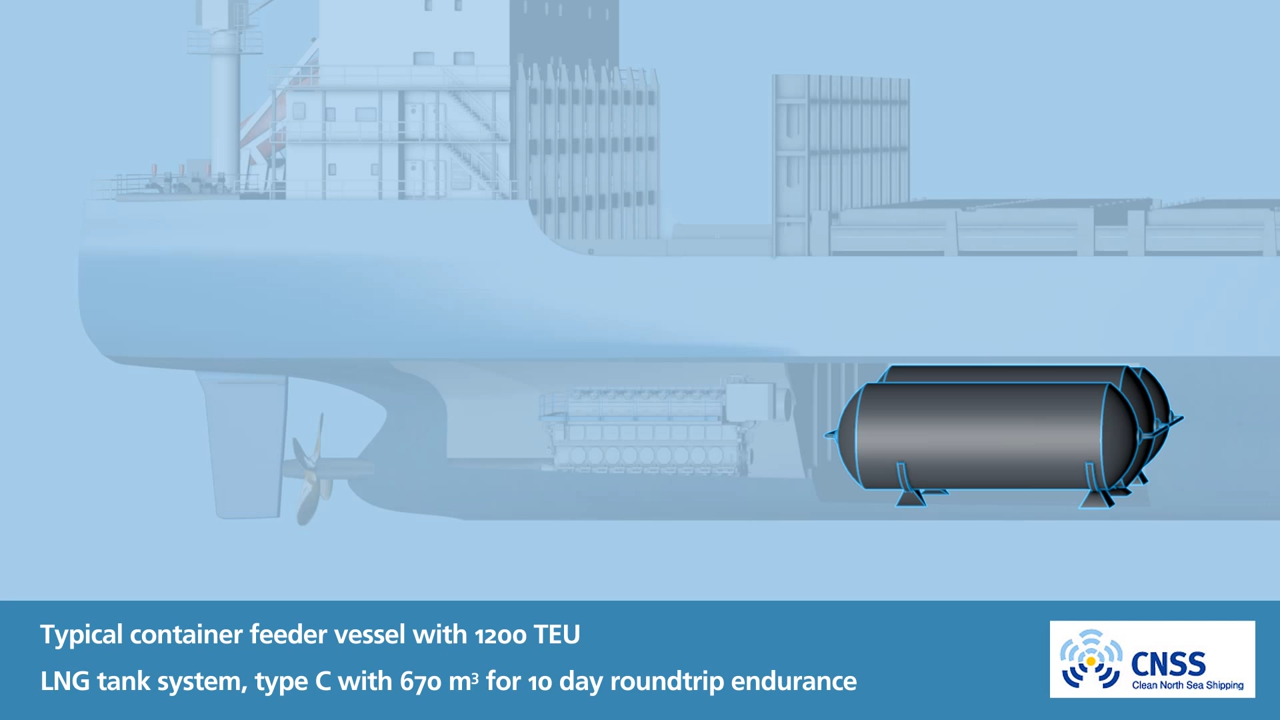 Typical container feeder vessel with 1200 TEU
LNG tank system, type C with 670 m³ for 10 day roundtrip endurance
CNSS
Clean North Sea Shipping